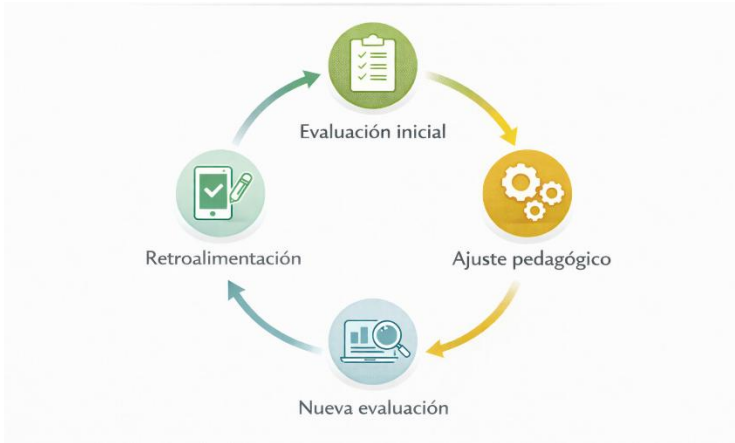 Evaluación inicial
Ajuste pedagógico
Nueva evaluación
Retroalimentación